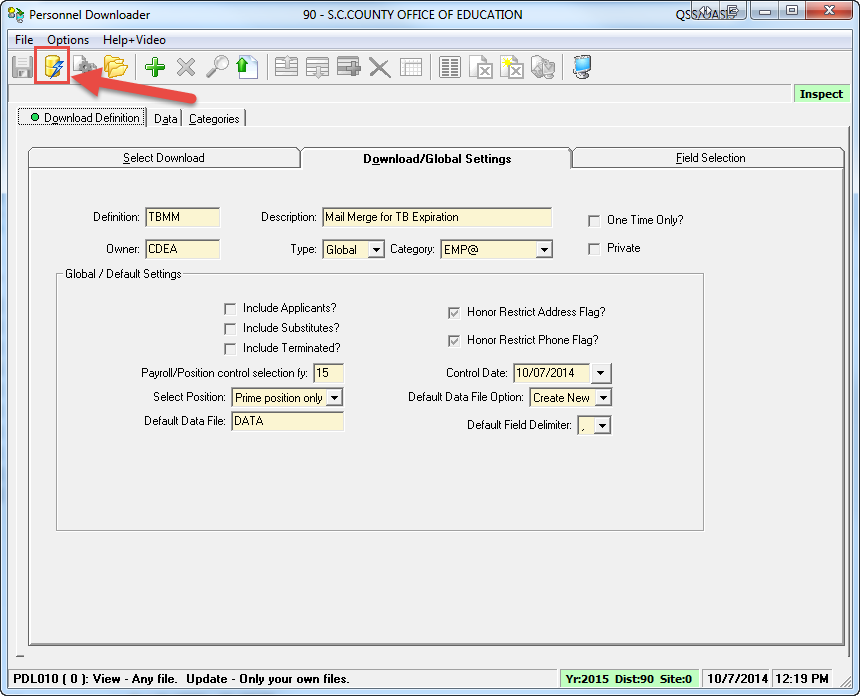 Personnel Downloader 90 - S.C.COUNTY OFFICE OF EDUCATION QSS/OASIS
File Options Help+Video
Inspect
Download Definition Data Categories
Select Download Download/Global Settings Field Selection
Definition: TBMM Description: Mail Merge for TB Expiration One Time Only?
Owner: CDEA Type: Global Category: EMP@ Private
Global / Default Settings
Include Applicants? Honor Restrict Address Flag?
Include Substitutes?
Honor Restrict Phone Flag?
Include Terminated?
Payroll/Position control selection fy: 15 Control Date: 10/07/2014
Select Position: Prime position only Default Data File Option: Create New
Default Data File: DATA Default Field Delimiter: ,
PDL010 ( 0 ): View - Any file. Update - Only your own files. Yr:2015 Dist:90 Site:0 10/7/2014 12:19 PM